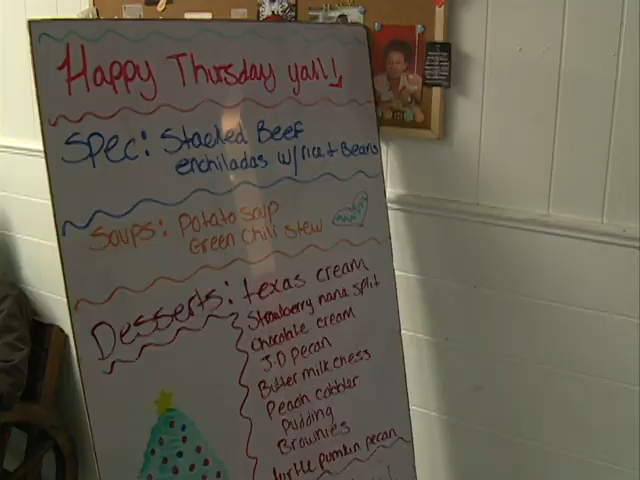 Happy Thursday yall!
Spec: Stacked Beef
enchiladas w/ rice & Beans
Soups: Potato soup
Green chili stew
Desserts: texas cream
Strawberry nana split
Chocolate cream
J.D pecan
Buttermilk chess
Peach cobbler
Pudding
Brownies
turtle pumkin pecan